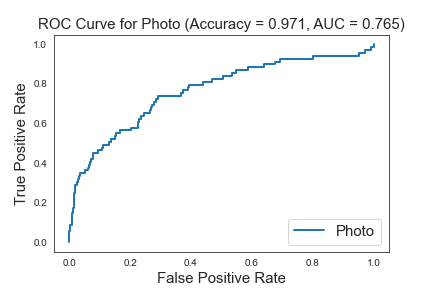 ROC Curve for Photo (Accuracy = 0.971, AUC = 0.765)
1.0
0.8
0.6
0.4
0.2
0.0
True Positive Rate
Photo
0.0 0.2 0.4 0.6 0.8 1.0
False Positive Rate